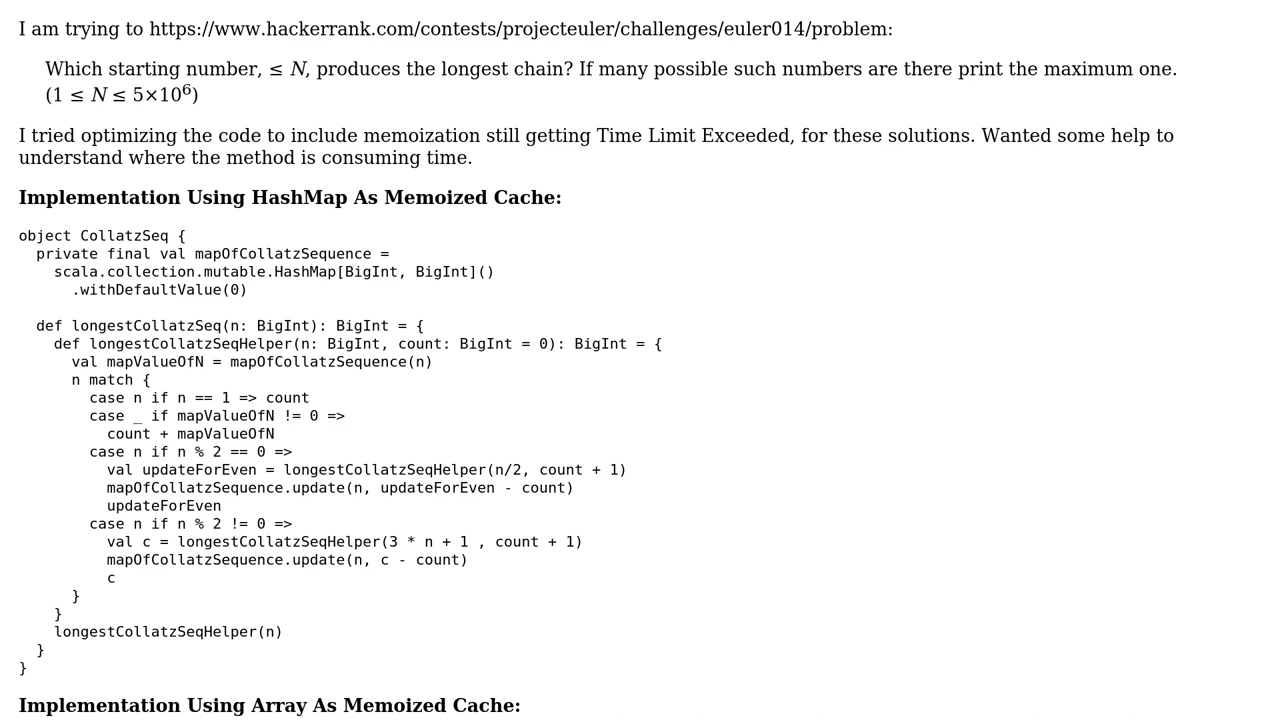 I am trying to https://www.hackerrank.com/contests/projecteuler/challenges/euler014/problem:
Which starting number, ≤ N, produces the longest chain? If many possible such numbers are there print the maximum one.
(1 ≤ N ≤ 5×10⁶)
I tried optimizing the code to include memoization still getting Time Limit Exceeded, for these solutions. Wanted some help to
understand where the method is consuming time.
Implementation Using HashMap As Memoized Cache:
object CollatzSeq {
  private final val mapOfCollatzSequence =
    scala.collection.mutable.HashMap[BigInt, BigInt]()
      .withDefaultValue(0)
  def longestCollatzSeq(n: BigInt): BigInt = {
    def longestCollatzSeqHelper(n: BigInt, count: BigInt = 0): BigInt = {
      val mapValueOfN = mapOfCollatzSequence(n)
      n match {
        case n if n == 1 => count
        case _ if mapValueOfN != 0 =>
          count + mapValueOfN
        case n if n % 2 == 0 =>
          val updateForEven = longestCollatzSeqHelper(n/2, count + 1)
          mapOfCollatzSequence.update(n, updateForEven - count)
          updateForEven
        case n if n % 2 != 0 =>
          val c = longestCollatzSeqHelper(3 * n + 1 , count + 1)
          mapOfCollatzSequence.update(n, c - count)
          c
      }
    }
    longestCollatzSeqHelper(n)
  }
}
Implementation Using Array As Memoized Cache: